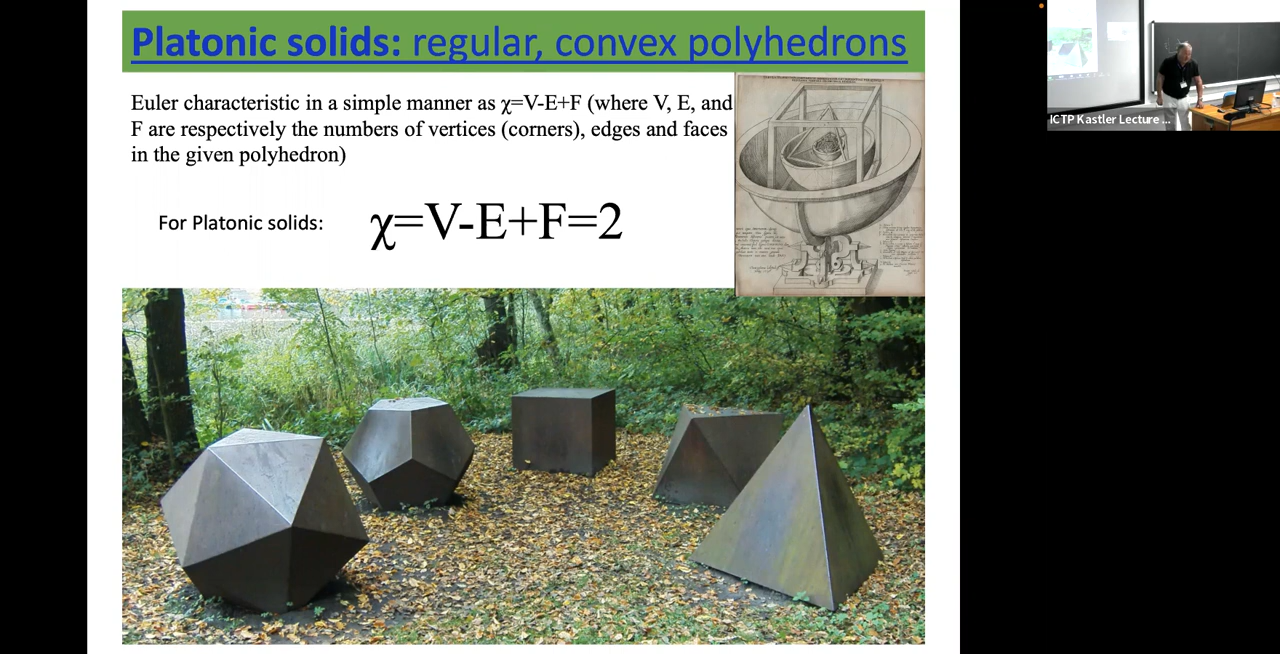 Platonic solids: regular, convex polyhedrons
Euler characteristic in a simple manner as χ=V-E+F (where V, E, and
F are respectively the numbers of vertices (corners), edges and faces
in the given polyhedron)
For Platonic solids:
χ=V-E+F=2
ICTP Kastler Lecture ...